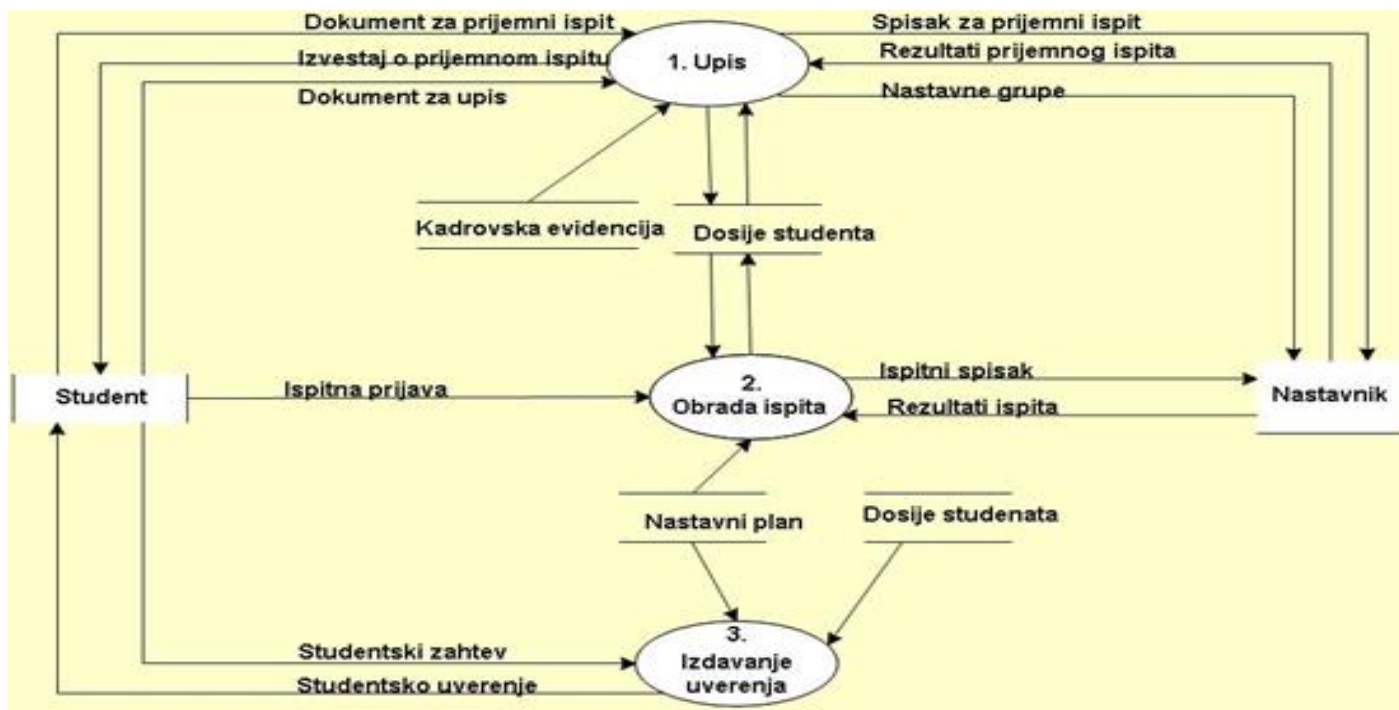 Dokument za prijemni ispit
Spisak za prijemni ispit
Izvestaj o prijemnom ispitu
1. Upis
Rezultati prijemnog ispita
Dokument za upis
Nastavne grupe
Kadrovska evidencija
Dosije studenta
Student
Ispitna prijava
2.
Obrada ispita
Ispitni spisak
Rezultati ispita
Nastavnik
Nastavni plan
Dosije studenata
3.
Izdavanje
uverenja
Studentski zahtev
Studentsko uverenje